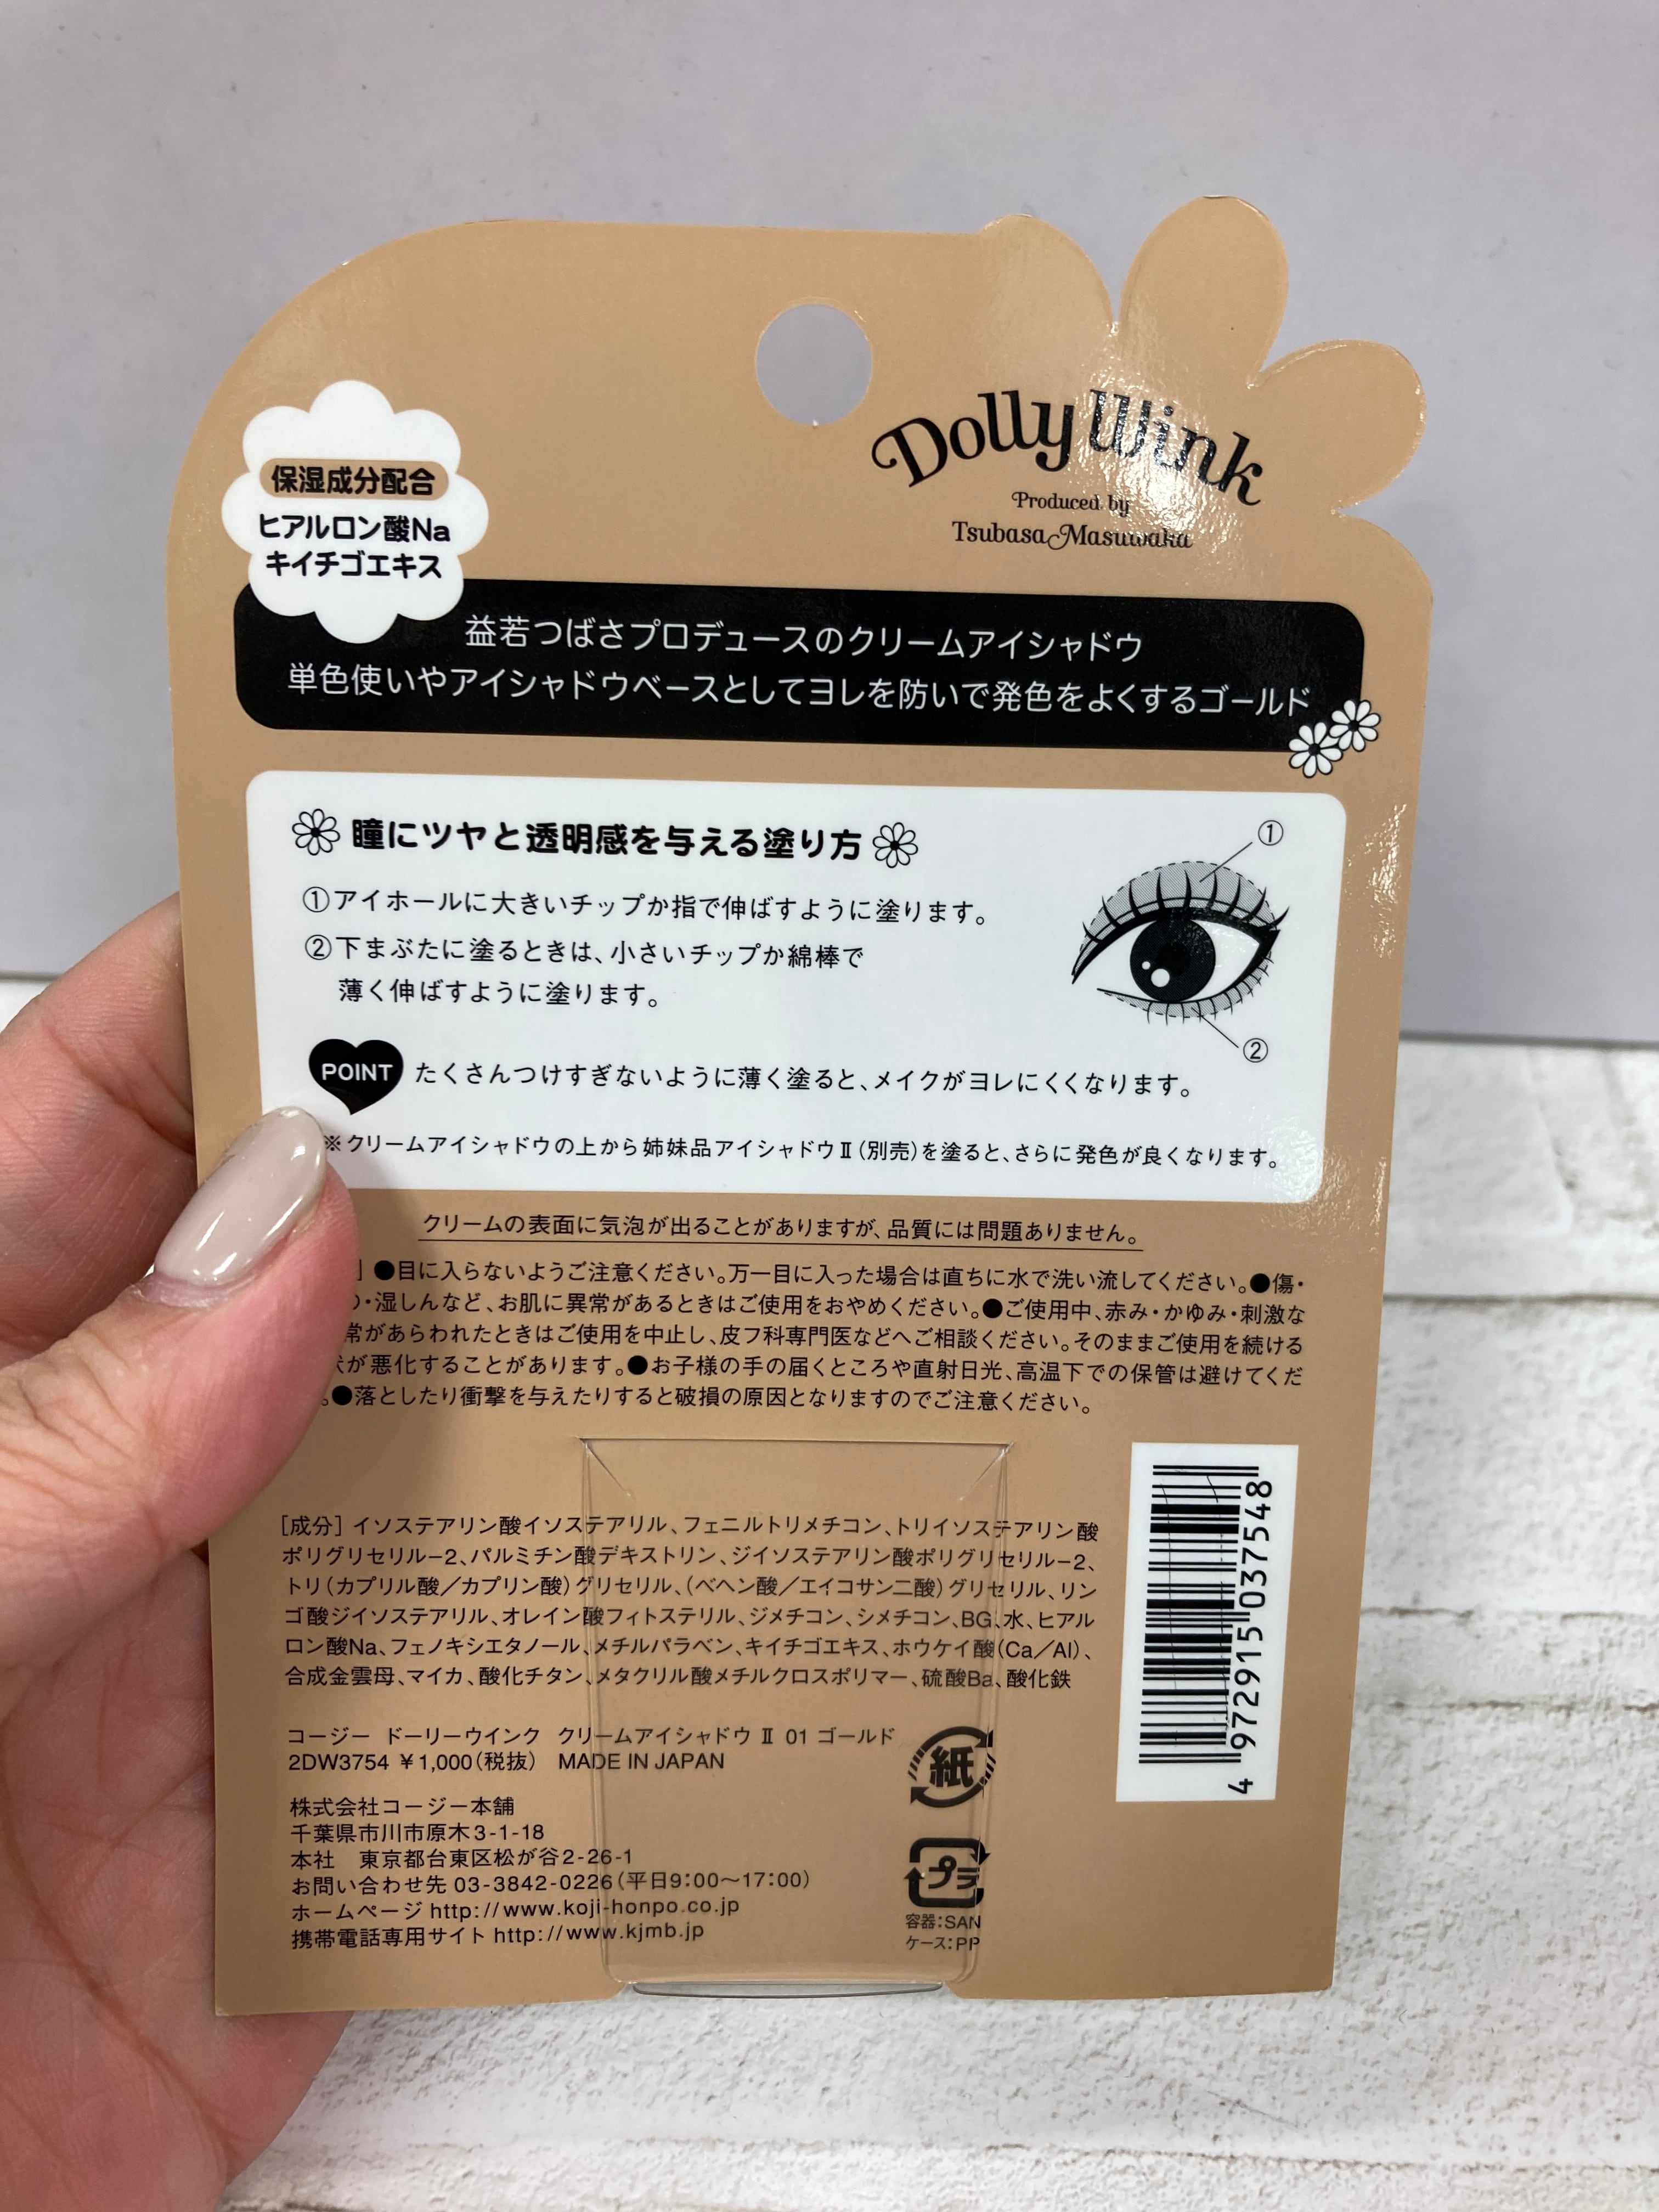 Dolly Wink
Produced by
Tsubasa Masuwaka
保湿成分配合
ヒアルロン酸Na
キイチゴエキス
益若つばさプロデュースのクリームアイシャドウ
単色使いやアイシャドウベースとしてヨレを防いで発色をよくするゴールド
瞳にツヤと透明感を与える塗り方
①アイホールに大きいチップか指で伸ばすように塗ります。
②下まぶたに塗るときは、小さいチップか綿棒で
薄く伸ばすように塗ります。
①
②
POINT たくさんつけすぎないように薄く塗ると、メイクがヨレにくくなります。
※クリームアイシャドウの上から姉妹品アイシャドウⅡ(別売)を塗ると、さらに発色が良くなります。
クリームの表面に気泡が出ることがありますが、品質には問題ありません。
］●目に入らないようご注意ください。万一目に入った場合は直ちに水で洗い流してください。●傷・
・湿しんなど、お肌に異常があるときはご使用をおやめください。●ご使用中、赤み・かゆみ・刺激な
常があらわれたときはご使用を中止し、皮フ科専門医などへご相談ください。そのままご使用を続ける
が悪化することがあります。●お子様の手の届くところや直射日光、高温下での保管は避けてくだ
。●落としたり衝撃を与えたりすると破損の原因となりますのでご注意ください。
［成分］イソステアリン酸イソステアリル、フェニルトリメチコン、トリイソステアリン酸
ポリグリセリル−2、パルミチン酸デキストリン、ジイソステアリン酸ポリグリセリル−2、
トリ(カプリル酸／カプリン酸)グリセリル、(ベヘン酸／エイコサン二酸)グリセリル、リン
ゴ酸ジイソステアリル、オレイン酸フィトステリル、ジメチコン、シメチコン、BG、水、ヒアル
ロン酸Na、フェノキシエタノール、メチルパラベン、キイチゴエキス、ホウケイ酸(Ca／Al)、
合成金雲母、マイカ、酸化チタン、メタクリル酸メチルクロスポリマー、硫酸Ba、酸化鉄
コージー ドーリーウインク クリームアイシャドウ Ⅱ 01 ゴールド
2DW3754 ￥1,000(税抜) MADE IN JAPAN
株式会社コージー本舗
千葉県市川市原木3-1-18
本社 東京都台東区松が谷2-26-1
お問い合わせ先 03-3842-0226(平日9:00〜17:00)
ホームページ http://www.koji-honpo.co.jp
携帯電話専用サイト http://www.kjmb.jp
紙
プラ
容器：SAN
ケース：PP
4 972915 037548